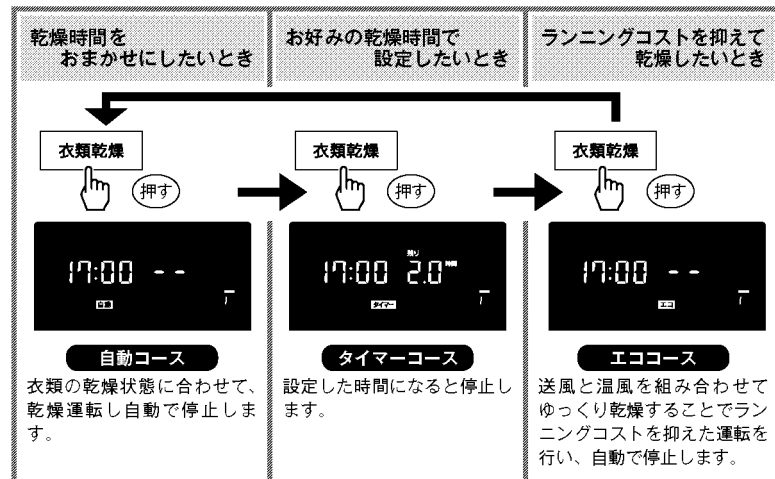 乾燥時間を
おまかせにしたいとき
衣類乾燥
押す
17:00 --
自動
自動コース
衣類の乾燥状態に合わせて、
乾燥運転し自動で停止しま
す。
お好みの乾燥時間で
設定したいとき
衣類乾燥
押す
残り
17:00 2.0 時間
タイマー
タイマーコース
設定した時間になると停止し
ます。
ランニングコストを抑えて
乾燥したいとき
衣類乾燥
押す
17:00 --
エコ
エココース
送風と温風を組み合わせて
ゆっくり乾燥することでラン
ニングコストを抑えた運転を
行い、自動で停止します。